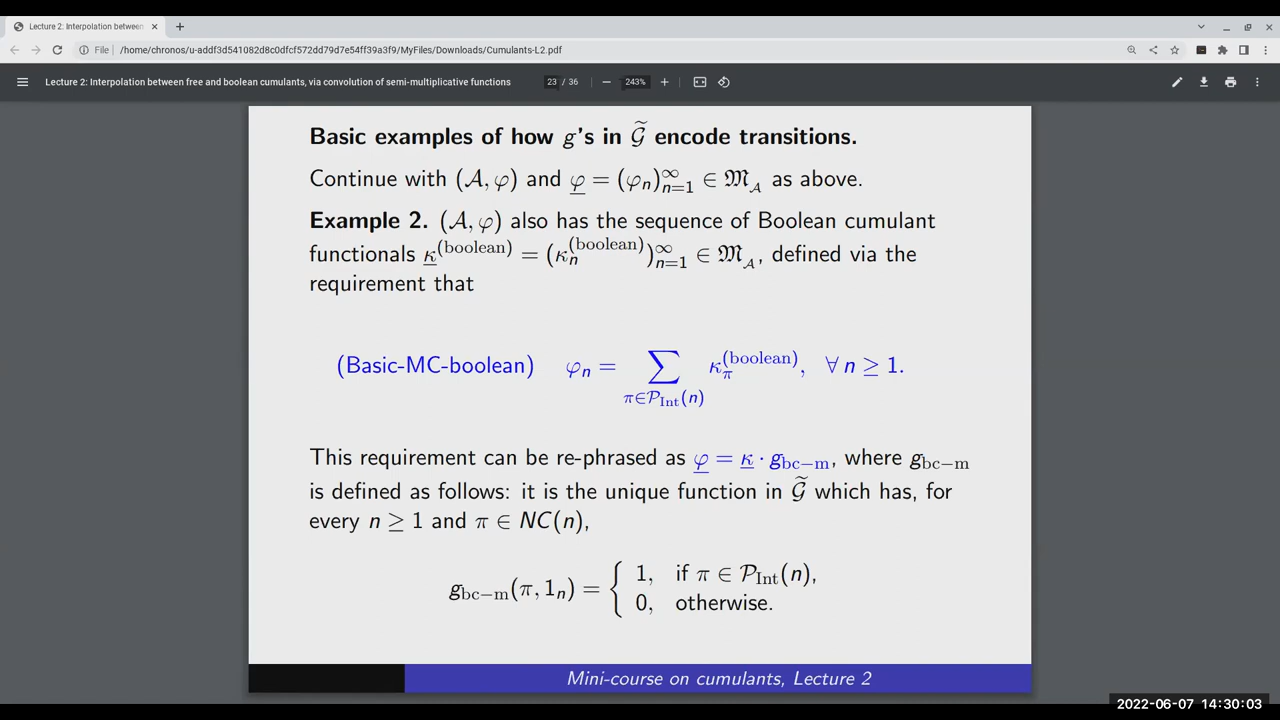 Lecture 2: Interpolation between
File /home/chronos/u-addf3d541082d8c0dfcf572dd79d7e54ff39a3f9/MyFiles/Downloads/Cumulants-L2.pdf
Lecture 2: Interpolation between free and boolean cumulants, via convolution of semi-multiplicative functions 23 / 36 243%
Basic examples of how g's in 𝒢̃ encode transitions.
Continue with (𝒜, φ) and φ̲ = (φₙ)ₙ₌₁^∞ ∈ 𝔐_𝒜 as above.
Example 2. (𝒜, φ) also has the sequence of Boolean cumulant
functionals κ̲^(boolean) = (κₙ^(boolean))ₙ₌₁^∞ ∈ 𝔐_𝒜, defined via the
requirement that
(Basic-MC-boolean) φₙ = ∑_{π∈𝒫_Int(n)} κ_π^(boolean), ∀ n ≥ 1.
This requirement can be re-phrased as φ̲ = κ̲ · g_bc−m, where g_bc−m
is defined as follows: it is the unique function in 𝒢̃ which has, for
every n ≥ 1 and π ∈ NC(n),
g_bc−m(π, 1ₙ) = { 1, if π ∈ 𝒫_Int(n),
0, otherwise.
Mini-course on cumulants, Lecture 2
2022-06-07 14:30:03